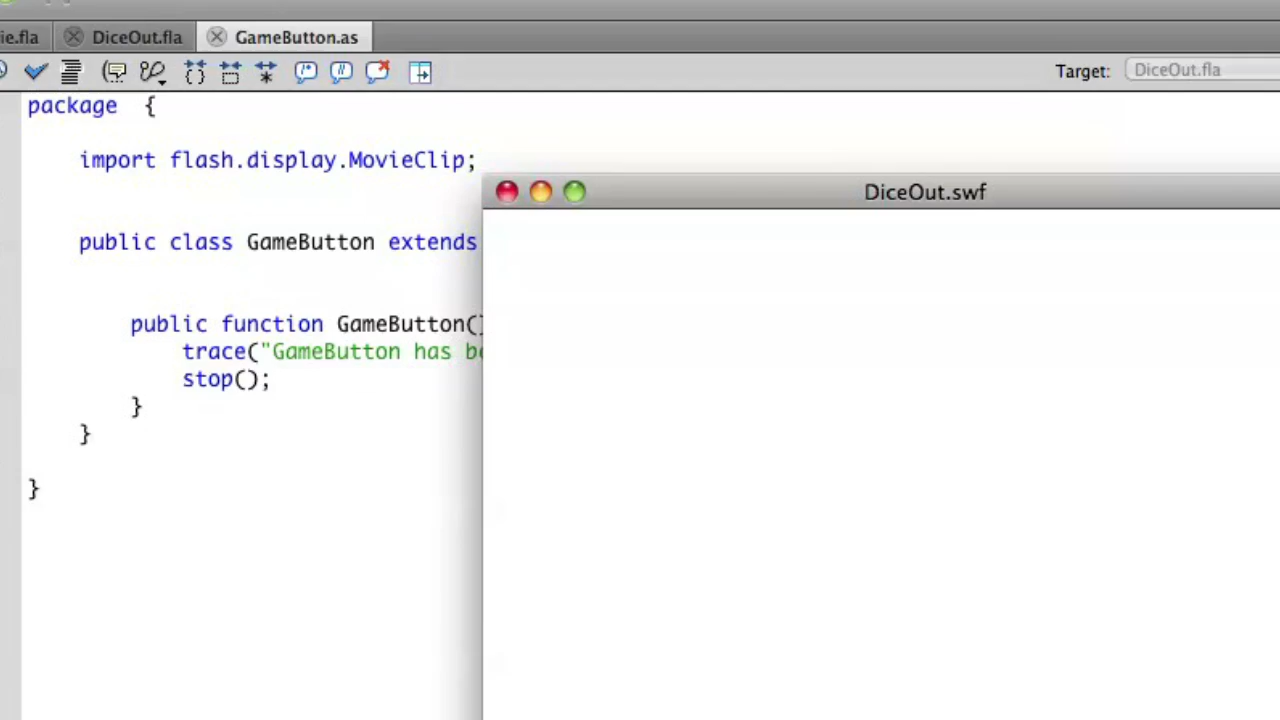 ie.fla DiceOut.fla GameButton.as
Target: DiceOut.fla
package {
import flash.display.MovieClip;
DiceOut.swf
public class GameButton extends
public function GameButton()
trace("GameButton has be
stop();
}
}
}